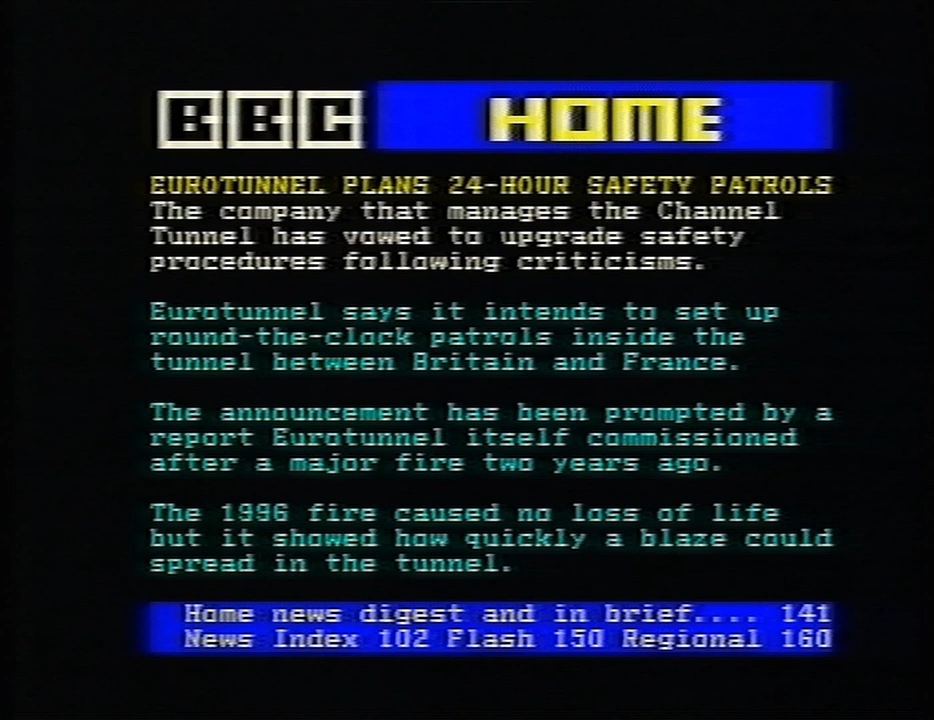 BBC HOME
EUROTUNNEL PLANS 24-HOUR SAFETY PATROLS
The company that manages the Channel
Tunnel has vowed to upgrade safety
procedures following criticisms.
Eurotunnel says it intends to set up
round-the-clock patrols inside the
tunnel between Britain and France.
The announcement has been prompted by a
report Eurotunnel itself commissioned
after a major fire two years ago.
The 1996 fire caused no loss of life
but it showed how quickly a blaze could
spread in the tunnel.
Home news digest and in brief.... 141
News Index 102 Flash 150 Regional 160